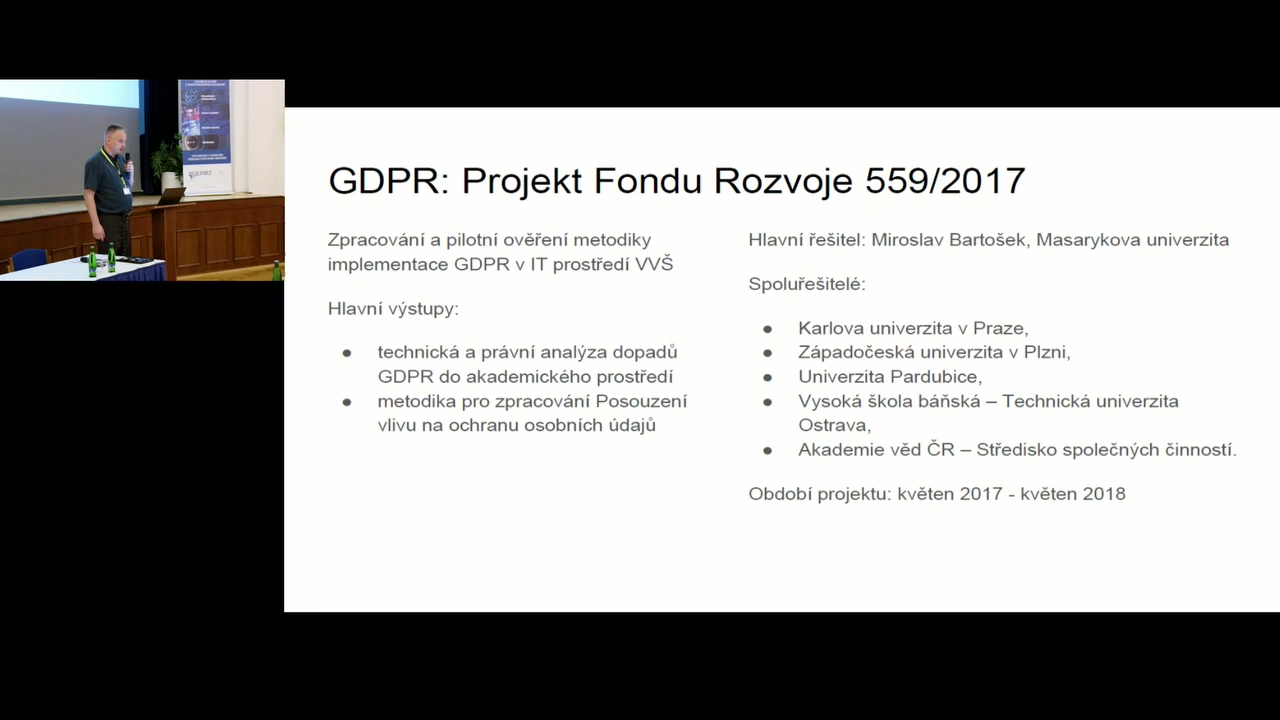 GDPR: Projekt Fondu Rozvoje 559/2017
Zpracování a pilotní ověření metodiky
implementace GDPR v IT prostředí VVŠ
Hlavní výstupy:
● technická a právní analýza dopadů
GDPR do akademického prostředí
● metodika pro zpracování Posouzení
vlivu na ochranu osobních údajů
Hlavní řešitel: Miroslav Bartošek, Masarykova univerzita
Spoluřešitelé:
● Karlova univerzita v Praze,
● Západočeská univerzita v Plzni,
● Univerzita Pardubice,
● Vysoká škola báňská – Technická univerzita
Ostrava,
● Akademie věd ČR – Středisko společných činností.
Období projektu: květen 2017 - květen 2018